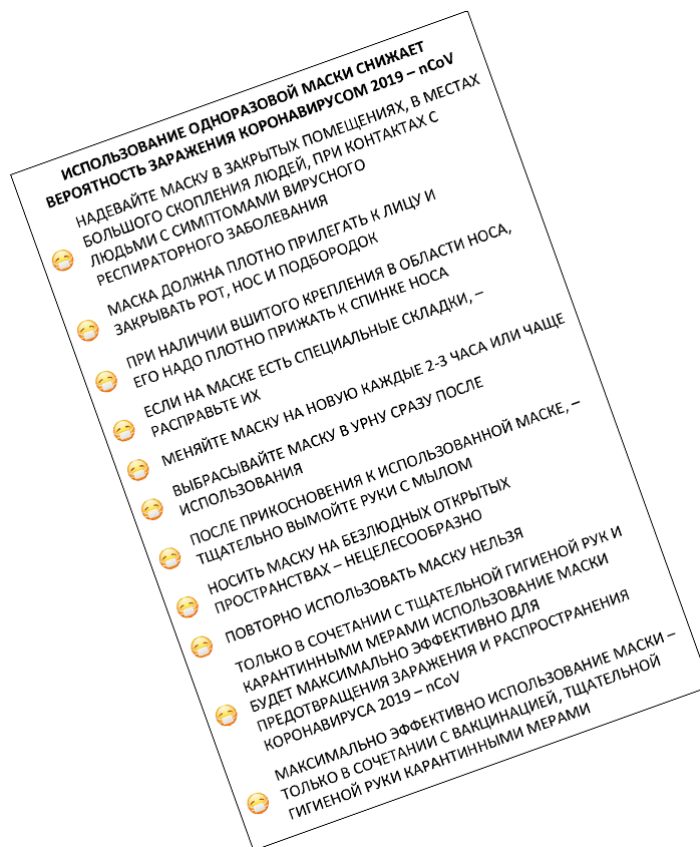 ИСПОЛЬЗОВАНИЕ ОДНОРАЗОВОЙ МАСКИ СНИЖАЕТ
ВЕРОЯТНОСТЬ ЗАРАЖЕНИЯ КОРОНАВИРУСОМ 2019 – nCoV
НАДЕВАЙТЕ МАСКУ В ЗАКРЫТЫХ ПОМЕЩЕНИЯХ, В МЕСТАХ
БОЛЬШОГО СКОПЛЕНИЯ ЛЮДЕЙ, ПРИ КОНТАКТАХ С
ЛЮДЬМИ С СИМПТОМАМИ ВИРУСНОГО
РЕСПИРАТОРНОГО ЗАБОЛЕВАНИЯ
МАСКА ДОЛЖНА ПЛОТНО ПРИЛЕГАТЬ К ЛИЦУ И
ЗАКРЫВАТЬ РОТ, НОС И ПОДБОРОДОК
ПРИ НАЛИЧИИ ВШИТОГО КРЕПЛЕНИЯ В ОБЛАСТИ НОСА,
ЕГО НАДО ПЛОТНО ПРИЖАТЬ К СПИНКЕ НОСА
ЕСЛИ НА МАСКЕ ЕСТЬ СПЕЦИАЛЬНЫЕ СКЛАДКИ, –
РАСПРАВЬТЕ ИХ
МЕНЯЙТЕ МАСКУ НА НОВУЮ КАЖДЫЕ 2-3 ЧАСА ИЛИ ЧАЩЕ
ВЫБРАСЫВАЙТЕ МАСКУ В УРНУ СРАЗУ ПОСЛЕ
ИСПОЛЬЗОВАНИЯ
ПОСЛЕ ПРИКОСНОВЕНИЯ К ИСПОЛЬЗОВАННОЙ МАСКЕ, –
ТЩАТЕЛЬНО ВЫМОЙТЕ РУКИ С МЫЛОМ
НОСИТЬ МАСКУ НА БЕЗЛЮДНЫХ ОТКРЫТЫХ
ПРОСТРАНСТВАХ – НЕЦЕЛЕСООБРАЗНО
ПОВТОРНО ИСПОЛЬЗОВАТЬ МАСКУ НЕЛЬЗЯ
ТОЛЬКО В СОЧЕТАНИИ С ТЩАТЕЛЬНОЙ ГИГИЕНОЙ РУК И
КАРАНТИННЫМИ МЕРАМИ ИСПОЛЬЗОВАНИЕ МАСКИ
БУДЕТ МАКСИМАЛЬНО ЭФФЕКТИВНО ДЛЯ
ПРЕДОТВРАЩЕНИЯ ЗАРАЖЕНИЯ И РАСПРОСТРАНЕНИЯ
КОРОНАВИРУСА 2019 – nCoV
МАКСИМАЛЬНО ЭФФЕКТИВНО ИСПОЛЬЗОВАНИЕ МАСКИ –
ТОЛЬКО В СОЧЕТАНИИ С ВАКЦИНАЦИЕЙ, ТЩАТЕЛЬНОЙ
ГИГИЕНОЙ РУКИ КАРАНТИННЫМИ МЕРАМИ